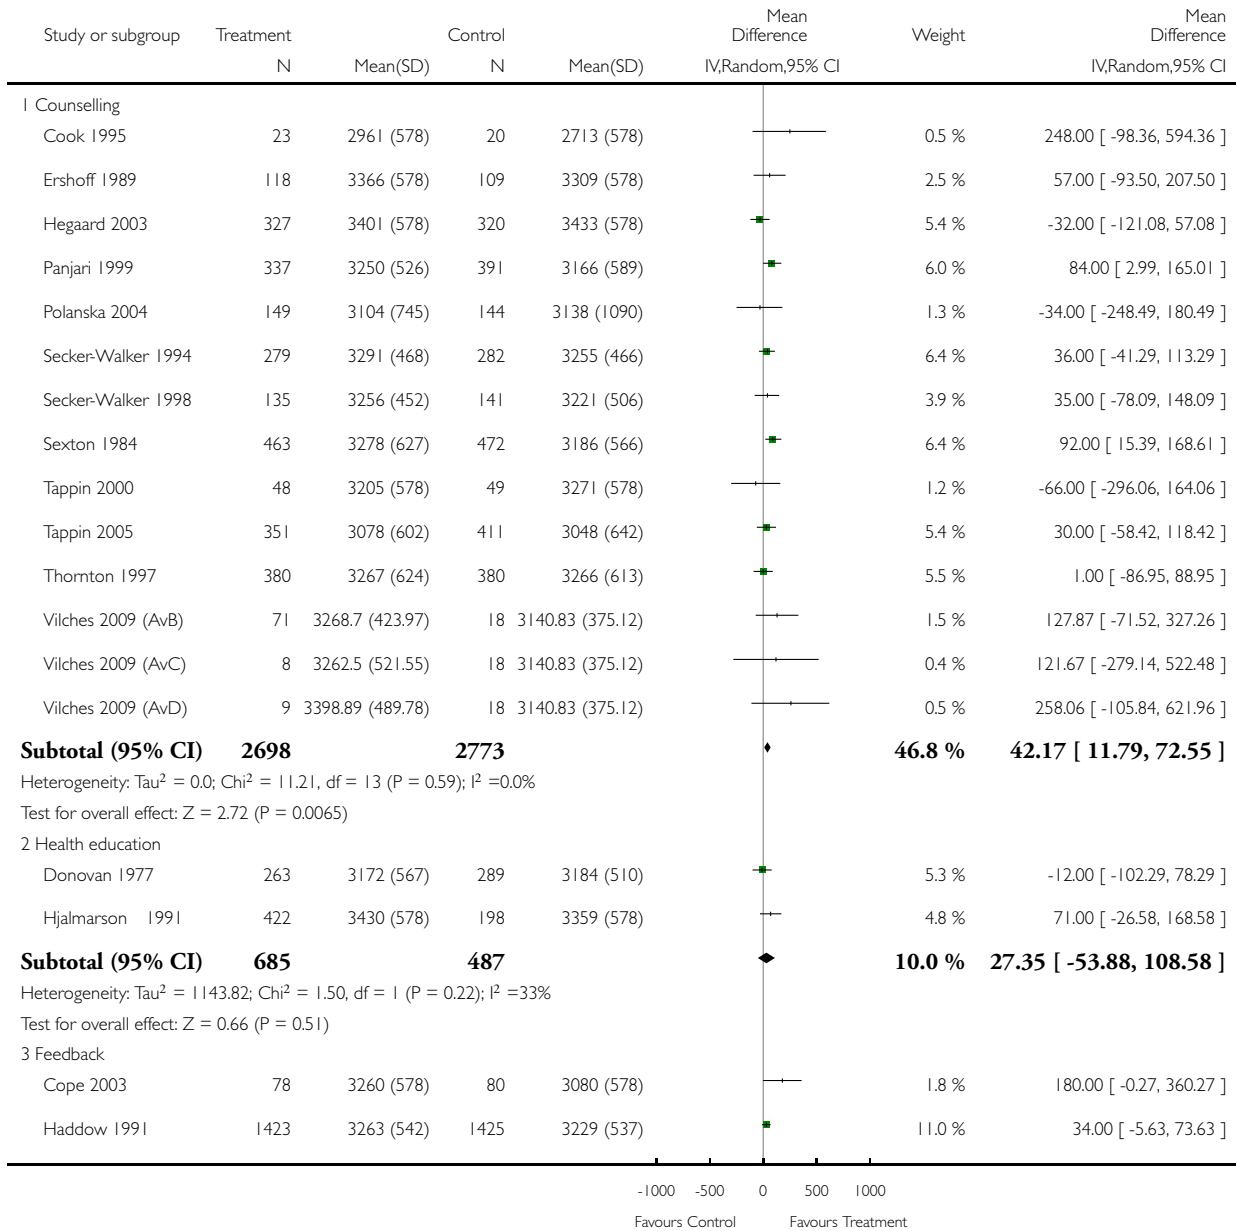 Study or subgroup Treatment Control Mean Difference Weight Mean Difference
N Mean(SD) N Mean(SD) IV,Random,95% CI IV,Random,95% CI
1 Counselling
Cook 1995 23 2961 (578) 20 2713 (578) 0.5 % 248.00 [ -98.36, 594.36 ]
Ershoff 1989 118 3366 (578) 109 3309 (578) 2.5 % 57.00 [ -93.50, 207.50 ]
Hegaard 2003 327 3401 (578) 320 3433 (578) 5.4 % -32.00 [ -121.08, 57.08 ]
Panjari 1999 337 3250 (526) 391 3166 (589) 6.0 % 84.00 [ 2.99, 165.01 ]
Polanska 2004 149 3104 (745) 144 3138 (1090) 1.3 % -34.00 [ -248.49, 180.49 ]
Secker-Walker 1994 279 3291 (468) 282 3255 (466) 6.4 % 36.00 [ -41.29, 113.29 ]
Secker-Walker 1998 135 3256 (452) 141 3221 (506) 3.9 % 35.00 [ -78.09, 148.09 ]
Sexton 1984 463 3278 (627) 472 3186 (566) 6.4 % 92.00 [ 15.39, 168.61 ]
Tappin 2000 48 3205 (578) 49 3271 (578) 1.2 % -66.00 [ -296.06, 164.06 ]
Tappin 2005 351 3078 (602) 411 3048 (642) 5.4 % 30.00 [ -58.42, 118.42 ]
Thornton 1997 380 3267 (624) 380 3266 (613) 5.5 % 1.00 [ -86.95, 88.95 ]
Vilches 2009 (AvB) 71 3268.7 (423.97) 18 3140.83 (375.12) 1.5 % 127.87 [ -71.52, 327.26 ]
Vilches 2009 (AvC) 8 3262.5 (521.55) 18 3140.83 (375.12) 0.4 % 121.67 [ -279.14, 522.48 ]
Vilches 2009 (AvD) 9 3398.89 (489.78) 18 3140.83 (375.12) 0.5 % 258.06 [ -105.84, 621.96 ]
Subtotal (95% CI) 2698 2773 46.8 % 42.17 [ 11.79, 72.55 ]
Heterogeneity: Tau² = 0.0; Chi² = 11.21, df = 13 (P = 0.59); I² =0.0%
Test for overall effect: Z = 2.72 (P = 0.0065)
2 Health education
Donovan 1977 263 3172 (567) 289 3184 (510) 5.3 % -12.00 [ -102.29, 78.29 ]
Hjalmarson 1991 422 3430 (578) 198 3359 (578) 4.8 % 71.00 [ -26.58, 168.58 ]
Subtotal (95% CI) 685 487 10.0 % 27.35 [ -53.88, 108.58 ]
Heterogeneity: Tau² = 1143.82; Chi² = 1.50, df = 1 (P = 0.22); I² =33%
Test for overall effect: Z = 0.66 (P = 0.51)
3 Feedback
Cope 2003 78 3260 (578) 80 3080 (578) 1.8 % 180.00 [ -0.27, 360.27 ]
Haddow 1991 1423 3263 (542) 1425 3229 (537) 11.0 % 34.00 [ -5.63, 73.63 ]
-1000 -500 0 500 1000
Favours Control Favours Treatment